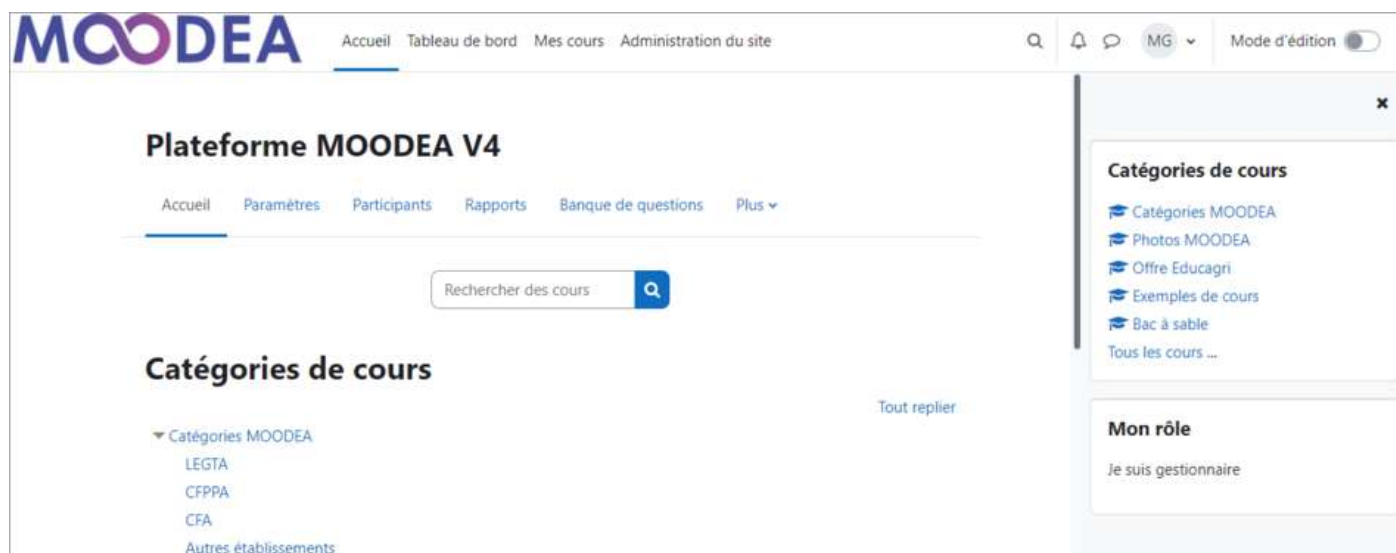 MOODEA
Accueil Tableau de bord Mes cours Administration du site
MG
Mode d'édition
Plateforme MOODEA V4
Accueil Paramètres Participants Rapports Banque de questions Plus
Rechercher des cours
Catégories de cours
Tout replier
Catégories MOODEA
LEGTA
CFPPA
CFA
Autres établissements
Catégories de cours
Catégories MOODEA
Photos MOODEA
Offre Educagri
Exemples de cours
Bac à sable
Tous les cours ...
Mon rôle
Je suis gestionnaire